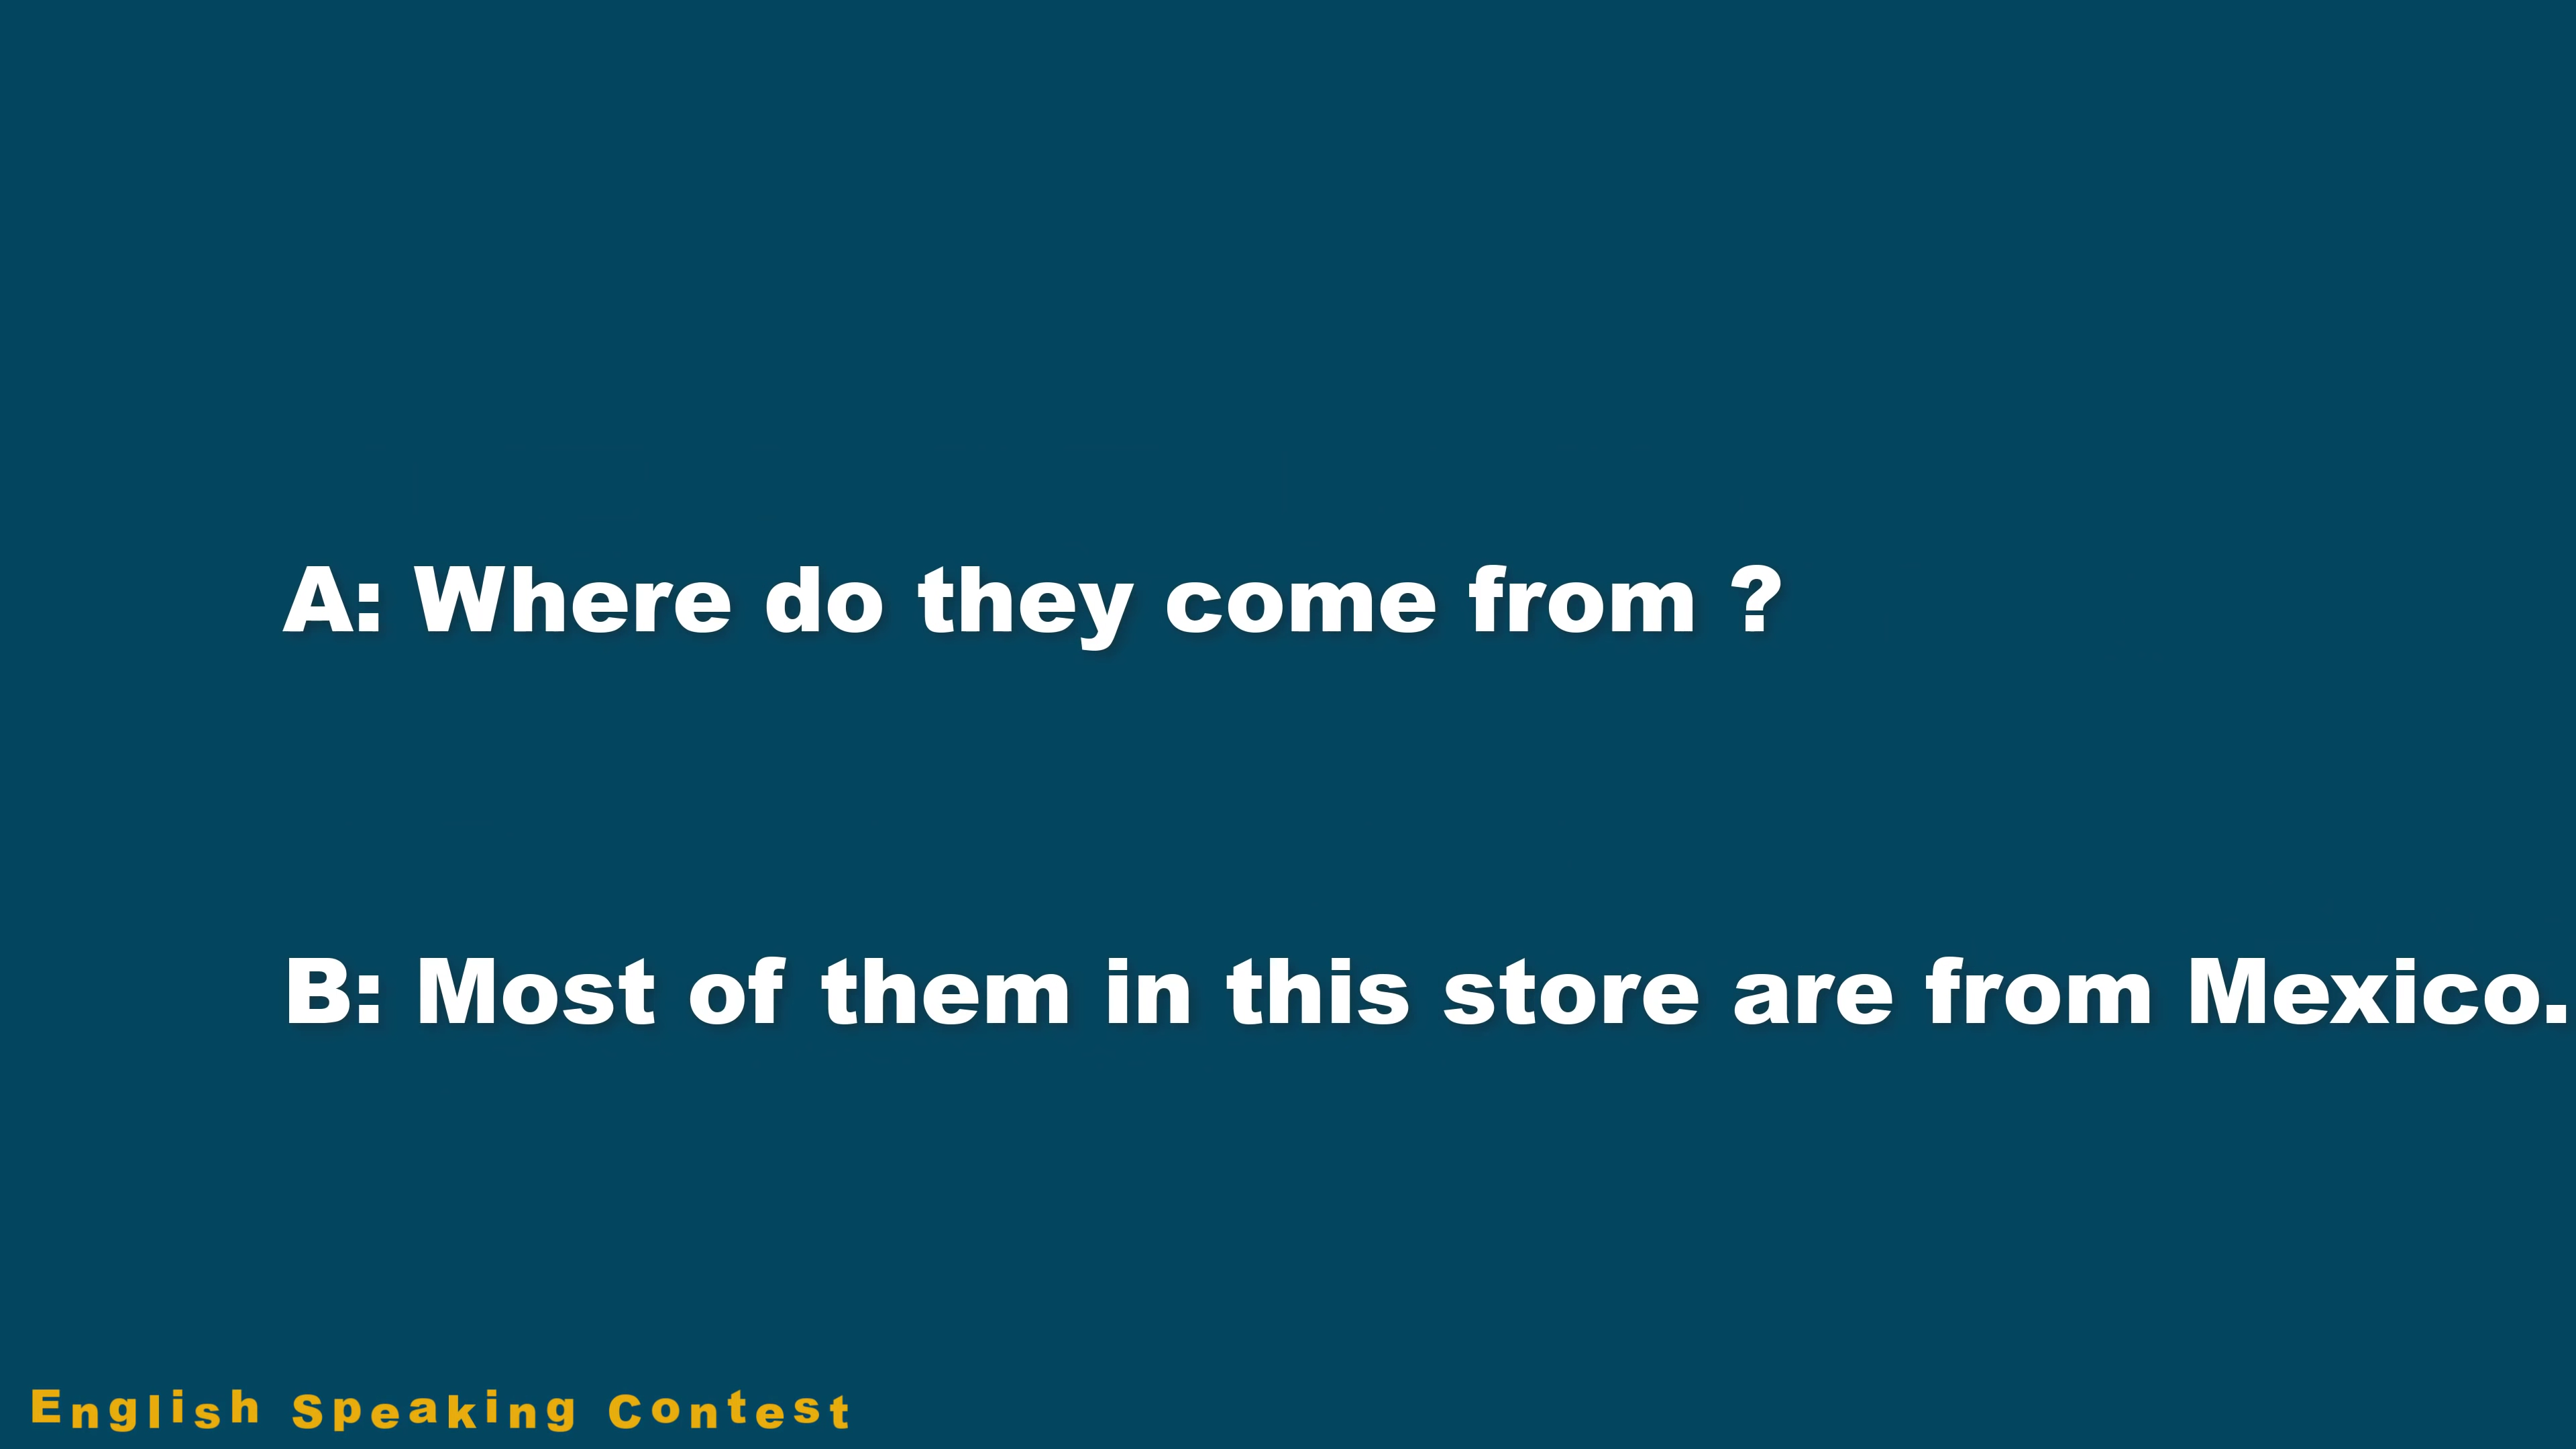 A: Where do they come from ?
B: Most of them in this store are from Mexico.
English Speaking Contest